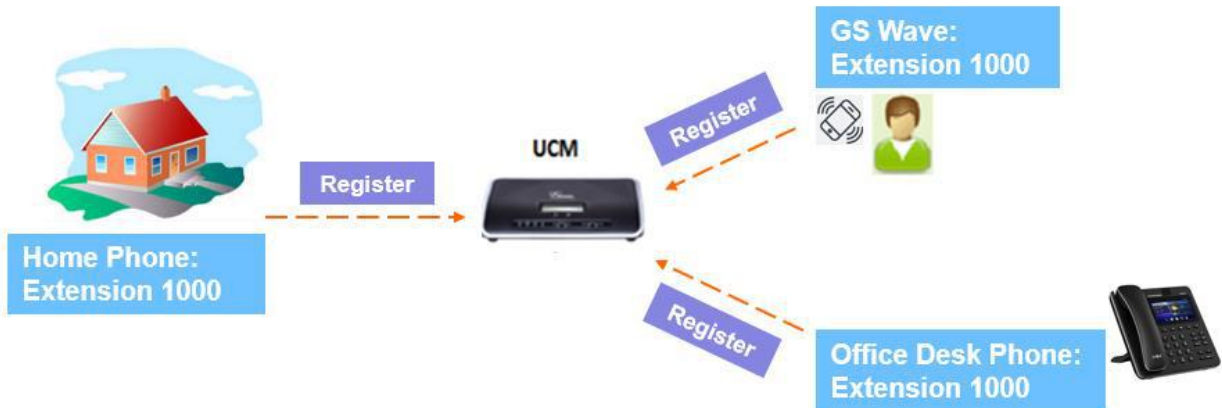 GS Wave:
Extension 1000
Register
UCM
Register
Home Phone:
Extension 1000
Register
Office Desk Phone:
Extension 1000